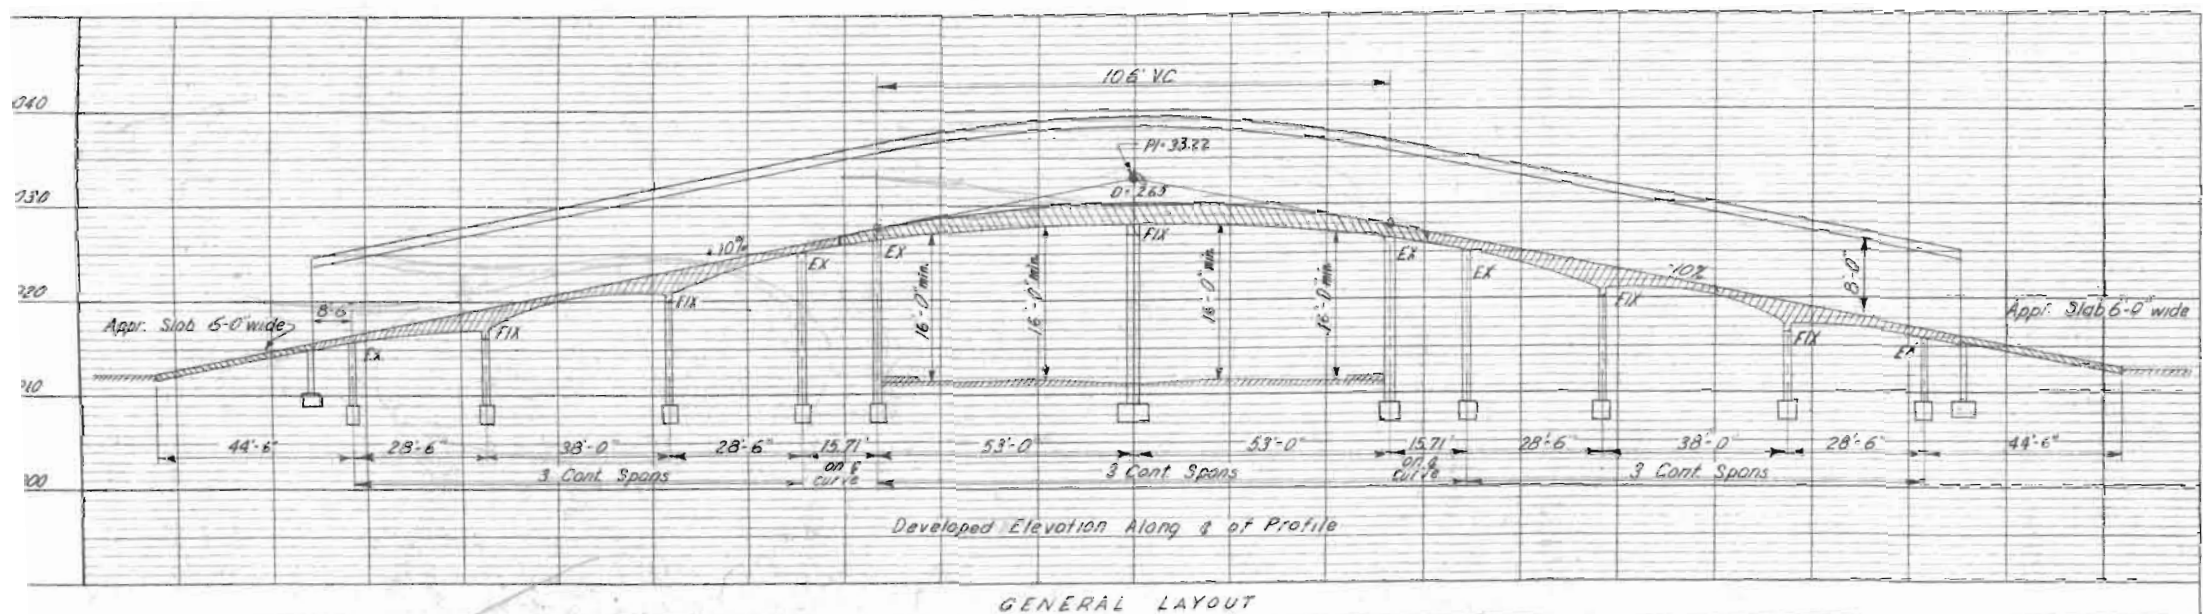 106' VC
040
PI=33.22
030
D=2.65
+10%
FIX
EX
EX
EX
EX
-10%
8'-0"
020
FIX
FIX
8'-6"
16'-0" min.
16'-0" min.
16'-0" min.
16'-0" min.
Appr. Slab 6'-0" wide
Appr. Slab 6'-0" wide
FIX
FIX
EX
EX
010
44'-6"
28'-6"
38'-0"
28'-6"
15.71'
53'-0"
53'-0"
15.71'
28'-6"
38'-0"
28'-6"
44'-6"
on ℄
curve
on ℄
curve
3 Cont. Spans
3 Cont Spans
3 Cont. Spans
000
Developed Elevation Along ℄ of Profile
GENERAL LAYOUT